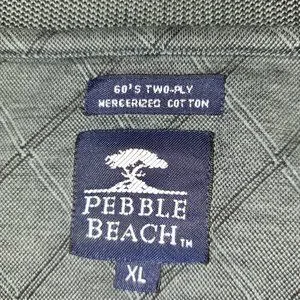 60'S TWO-PLY
MERCERIZED COTTON
PEBBLE
BEACH TM
XL